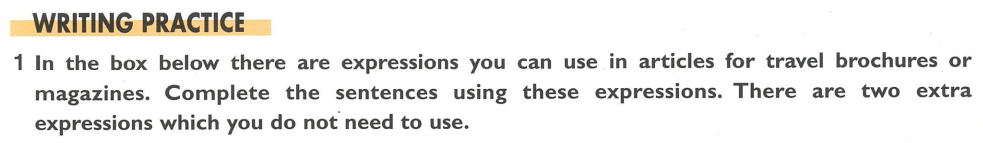 WRITING PRACTICE
1 In the box below there are expressions you can use in articles for travel brochures or
magazines. Complete the sentences using these expressions. There are two extra
expressions which you do not need to use.